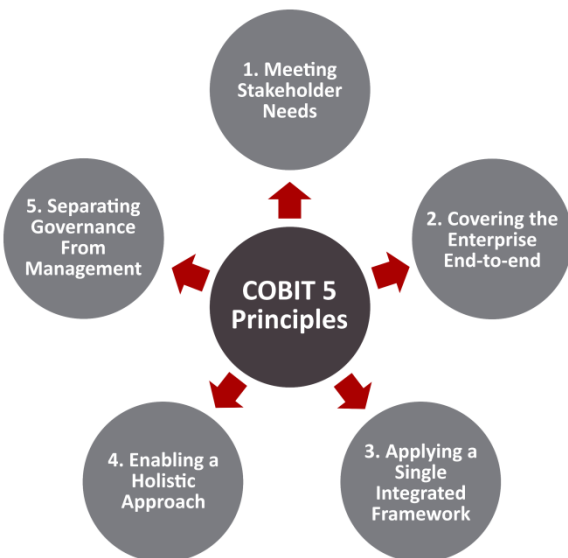 1. Meeting
Stakeholder
Needs
2. Covering the
Enterprise
End-to-end
3. Applying a
Single
Integrated
Framework
4. Enabling a
Holistic
Approach
5. Separating
Governance
From
Management
COBIT 5
Principles